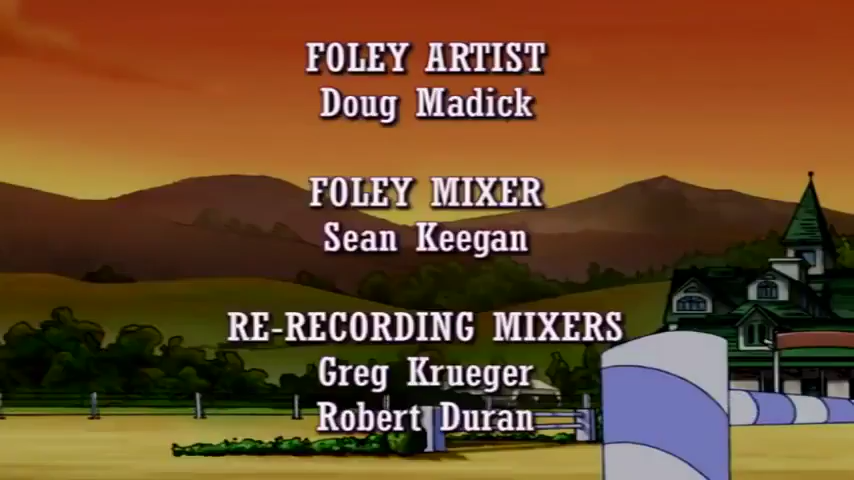 FOLEY ARTIST
Doug Madick
FOLEY MIXER
Sean Keegan
RE-RECORDING MIXERS
Greg Krueger
Robert Duran